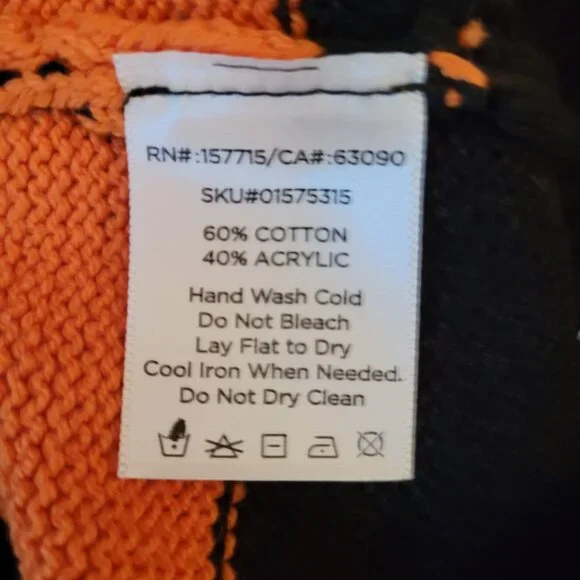 RN#:157715/CA#:63090
SKU#01575315
60% COTTON
40% ACRYLIC
Hand Wash Cold
Do Not Bleach
Lay Flat to Dry
Cool Iron When Needed.
Do Not Dry Clean